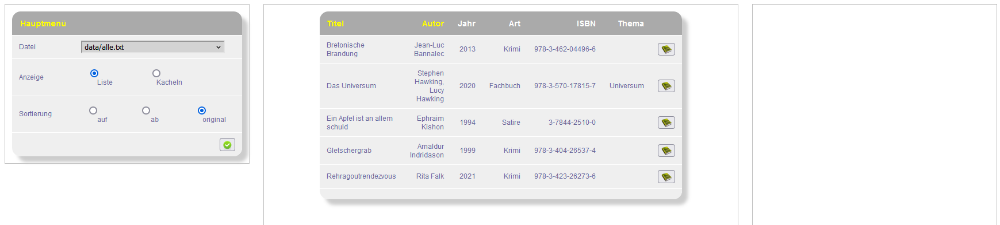 Hauptmenü
Datei data/alle.txt
Anzeige Liste Kacheln
Sortierung auf ab original
Titel Autor Jahr Art ISBN Thema
Bretonische Brandung Jean-Luc Bannalec 2013 Krimi 978-3-462-04496-6
Das Universum Stephen Hawking, Lucy Hawking 2020 Fachbuch 978-3-570-17815-7 Universum
Ein Apfel ist an allem schuld Ephraim Kishon 1994 Satire 3-7844-2510-0
Gletschergrab Arnaldur Indridason 1999 Krimi 978-3-404-26537-4
Rehragoutrendezvous Rita Falk 2021 Krimi 978-3-423-26273-6